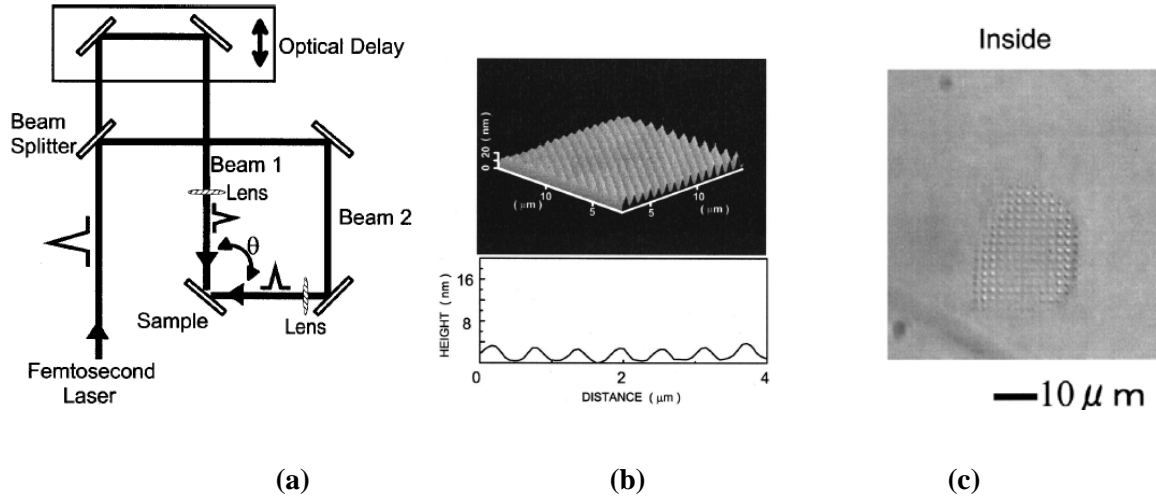 Optical Delay
Beam
Splitter
Beam 1
Lens
Beam 2
θ
Sample
Lens
Femtosecond
Laser
0 20 (nm)
10
5
(μm)
10
5
(μm)
HEIGHT (nm)
16
8
0
2
4
DISTANCE (μm)
Inside
10 μm
(a)
(b)
(c)